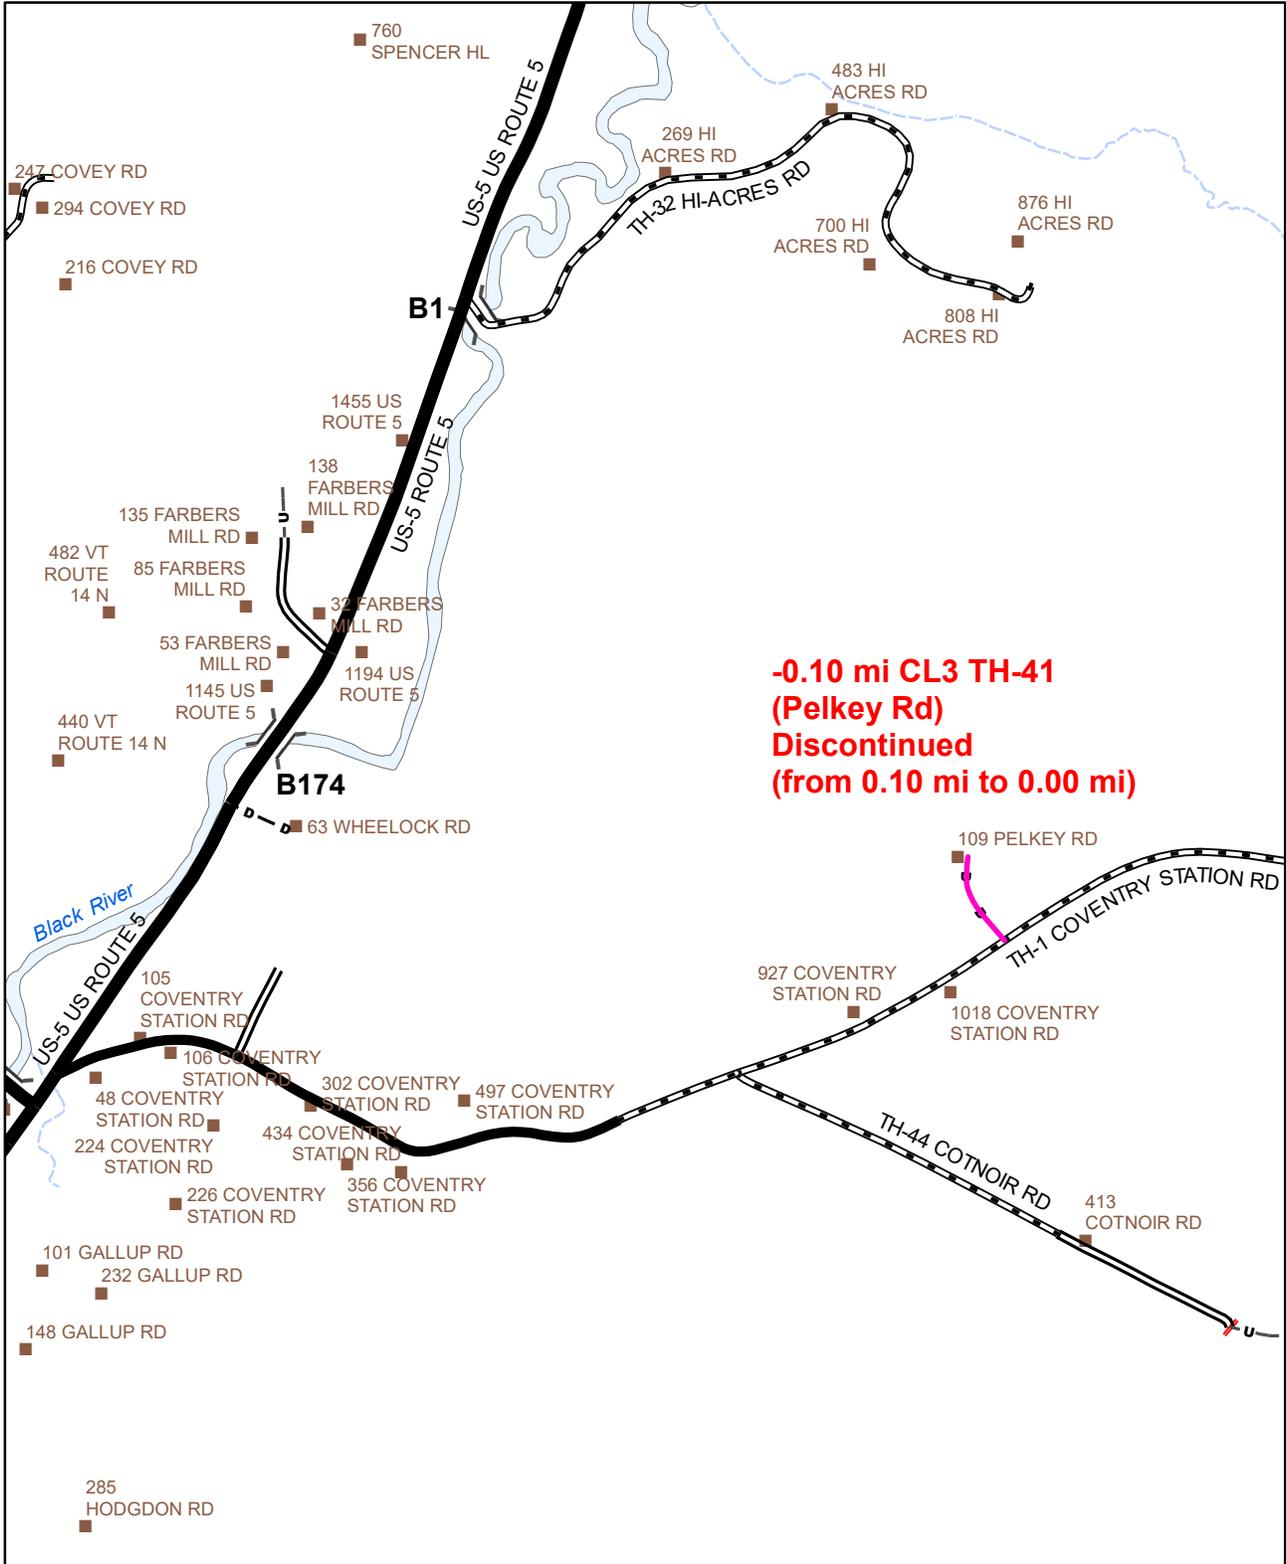 760
SPENCER HL
US-5 US ROUTE 5
483 HI
ACRES RD
269 HI
ACRES RD
TH-32 HI-ACRES RD
247 COVEY RD
294 COVEY RD
216 COVEY RD
876 HI
ACRES RD
700 HI
ACRES RD
808 HI
ACRES RD
B1
1455 US
ROUTE 5
US-5 ROUTE 5
138
FARBERS
MILL RD
U
135 FARBERS
MILL RD
482 VT
ROUTE
14 N
85 FARBERS
MILL RD
32 FARBERS
MILL RD
53 FARBERS
MILL RD
1194 US
ROUTE 5
1145 US
ROUTE 5
440 VT
ROUTE 14 N
B174
D
D
63 WHEELOCK RD
-0.10 mi CL3 TH-41
(Pelkey Rd)
Discontinued
(from 0.10 mi to 0.00 mi)
109 PELKEY RD
U
TH-1 COVENTRY STATION RD
Black River
US-5 US ROUTE 5
105
COVENTRY
STATION RD
927 COVENTRY
STATION RD
1018 COVENTRY
STATION RD
106 COVENTRY
STATION RD
48 COVENTRY
STATION RD
302 COVENTRY
STATION RD
497 COVENTRY
STATION RD
224 COVENTRY
STATION RD
434 COVENTRY
STATION RD
356 COVENTRY
STATION RD
226 COVENTRY
STATION RD
TH-44 COTNOIR RD
413
COTNOIR RD
101 GALLUP RD
232 GALLUP RD
148 GALLUP RD
U
285
HODGDON RD